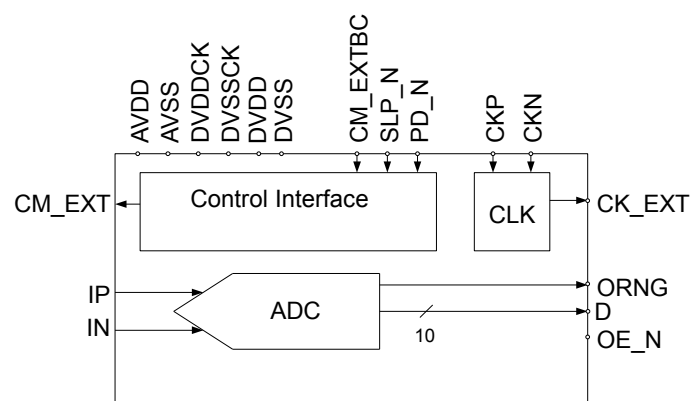 AVDD
AVSS
DVDDCK
DVSSCK
DVDD
DVSS
CM_EXTBC
SLP_N
PD_N
CKP
CKN
CM_EXT
Control Interface
CLK
CK_EXT
IP
IN
ADC
10
ORNG
D
OE_N